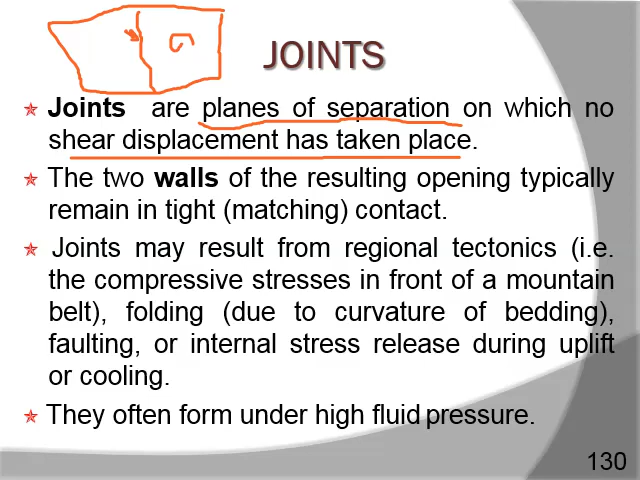 JOINTS
Joints are planes of separation on which no
shear displacement has taken place.
The two walls of the resulting opening typically
remain in tight (matching) contact.
Joints may result from regional tectonics (i.e.
the compressive stresses in front of a mountain
belt), folding (due to curvature of bedding),
faulting, or internal stress release during uplift
or cooling.
They often form under high fluid pressure.
130